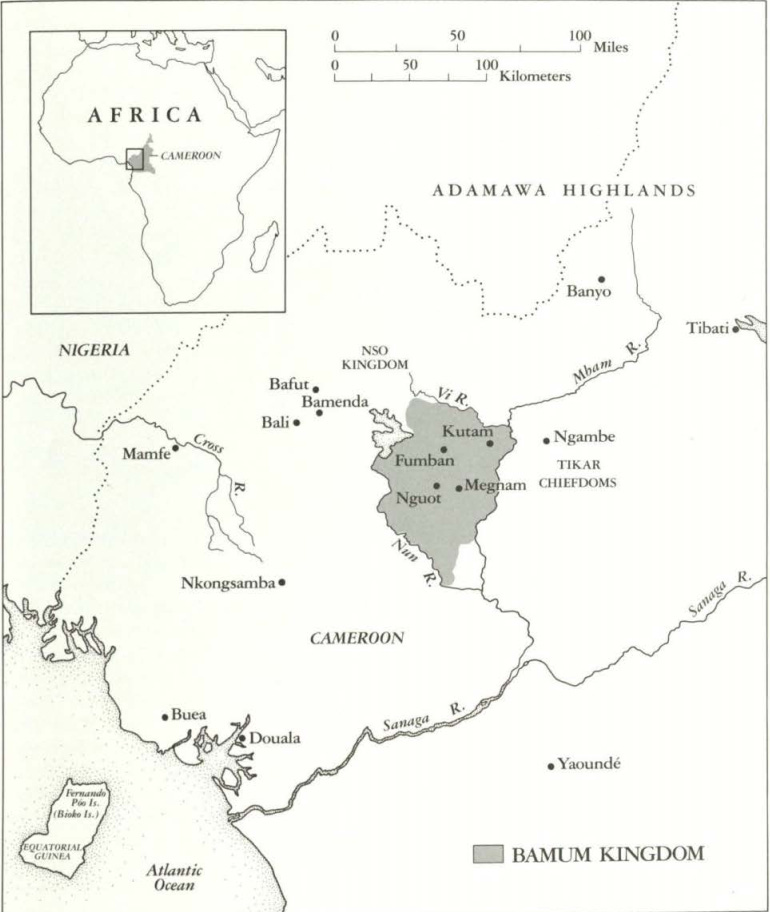 0 50 100
Miles
0 50 100
Kilometers
AFRICA
CAMEROON
ADAMAWA HIGHLANDS
Banyo
Tibati
NIGERIA
NSO
KINGDOM
Mbam R.
Bafut
Vi R.
Bamenda
Bali
Kutam
Ngambe
Mamfe
Cross R.
Fumban
TIKAR
CHIEFDOMS
Nguot
Megnam
Nun R.
Nkongsamba
Sanaga R.
CAMEROON
Buea
Sanaga R.
Douala
Yaoundé
Fernando
Póo Is.
(Bioko Is.)
EQUATORIAL
GUINEA
BAMUM KINGDOM
Atlantic
Ocean